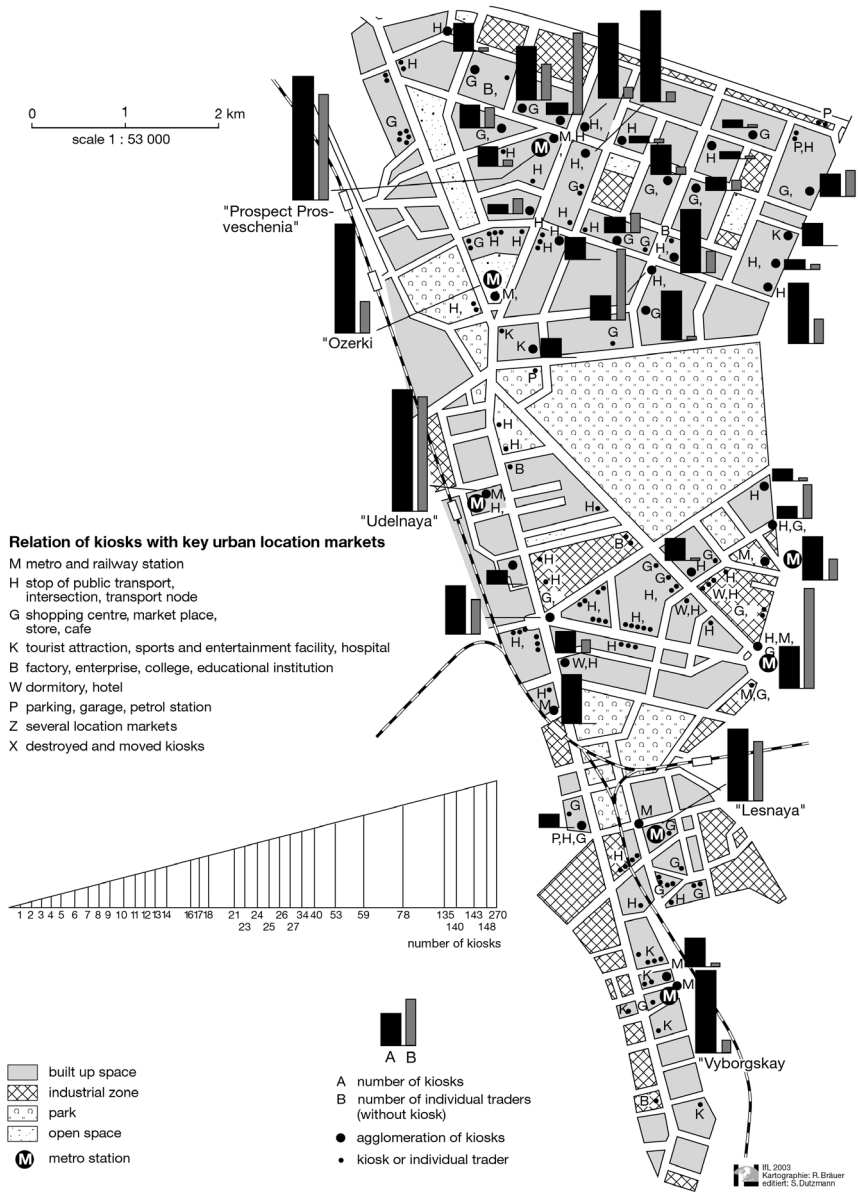 0 1 2 km
scale 1 : 53 000
H
H
G
B,
G
G
G,
H,
M,
H
H
P
P,H
G
H
H
H
G,
G,
G,
G,
M
"Prospect Pros-
veschenia"
H
H
H
H
B
G
G
H,
K
G
H
H
H,
M
M,
H,
H
H,
"Ozerki
G
K
G
K
P
H
H
B
H
H
"Udelnaya"
M
M
H,
H,
H,G,
B
H
M,
M
H
G
G
H,
H
W,H
W,H
G,
G,
H,
H,
H
H,M,
G
M
H,
H
W,H
M,G,
H
M
Relation of kiosks with key urban location markets
M metro and railway station
H stop of public transport,
intersection, transport node
G shopping centre, market place,
store, cafe
K tourist attraction, sports and entertainment facility, hospital
B factory, enterprise, college, educational institution
W dormitory, hotel
P parking, garage, petrol station
Z several location markets
X destroyed and moved kiosks
"Lesnaya"
M
G
M
G
P,H,G
H
G
G
G
H
H
K
M
K
M
M
K
G
K
"Vyborgskay
B
K
1 2 3 4 5 6 7 8 9 10 11 12 13 14 16 17 18 21 24 26 34 40 53 59 78 135 143 270
23 25 27 140 148
number of kiosks
A B
A number of kiosks
B number of individual traders
(without kiosk)
agglomeration of kiosks
kiosk or individual trader
built up space
industrial zone
park
open space
M metro station
IfL 2003
Kartographie: R. Bräuer
editiert: S. Dutzmann